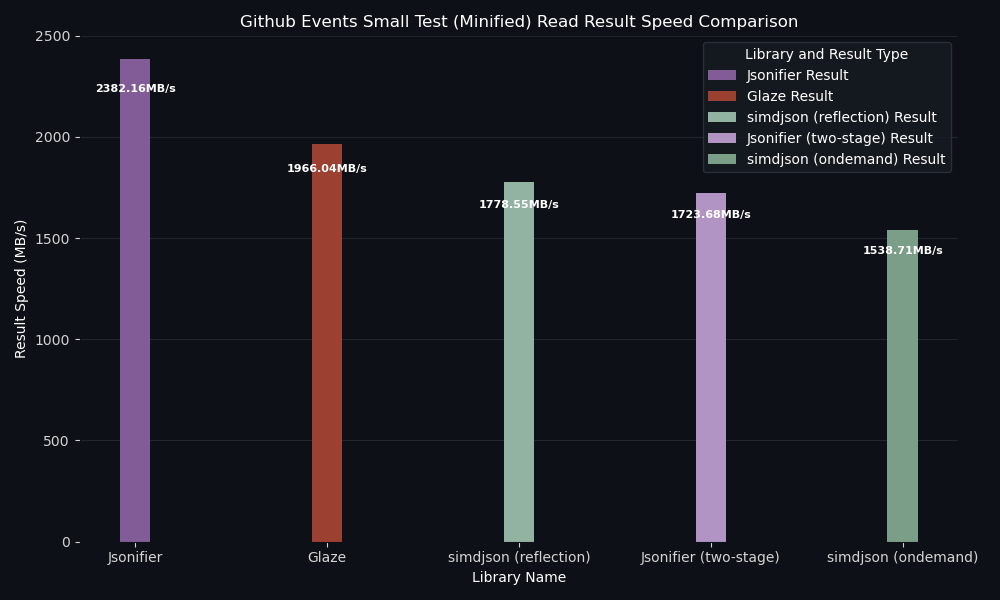 Github Events Small Test (Minified) Read Result Speed Comparison
Result Speed (MB/s)
2500
2000
1500
1000
500
0
2382.16MB/s
1966.04MB/s
1778.55MB/s
1723.68MB/s
1538.71MB/s
Library and Result Type
Jsonifier Result
Glaze Result
simdjson (reflection) Result
Jsonifier (two-stage) Result
simdjson (ondemand) Result
Jsonifier
Glaze
simdjson (reflection)
Jsonifier (two-stage)
simdjson (ondemand)
Library Name